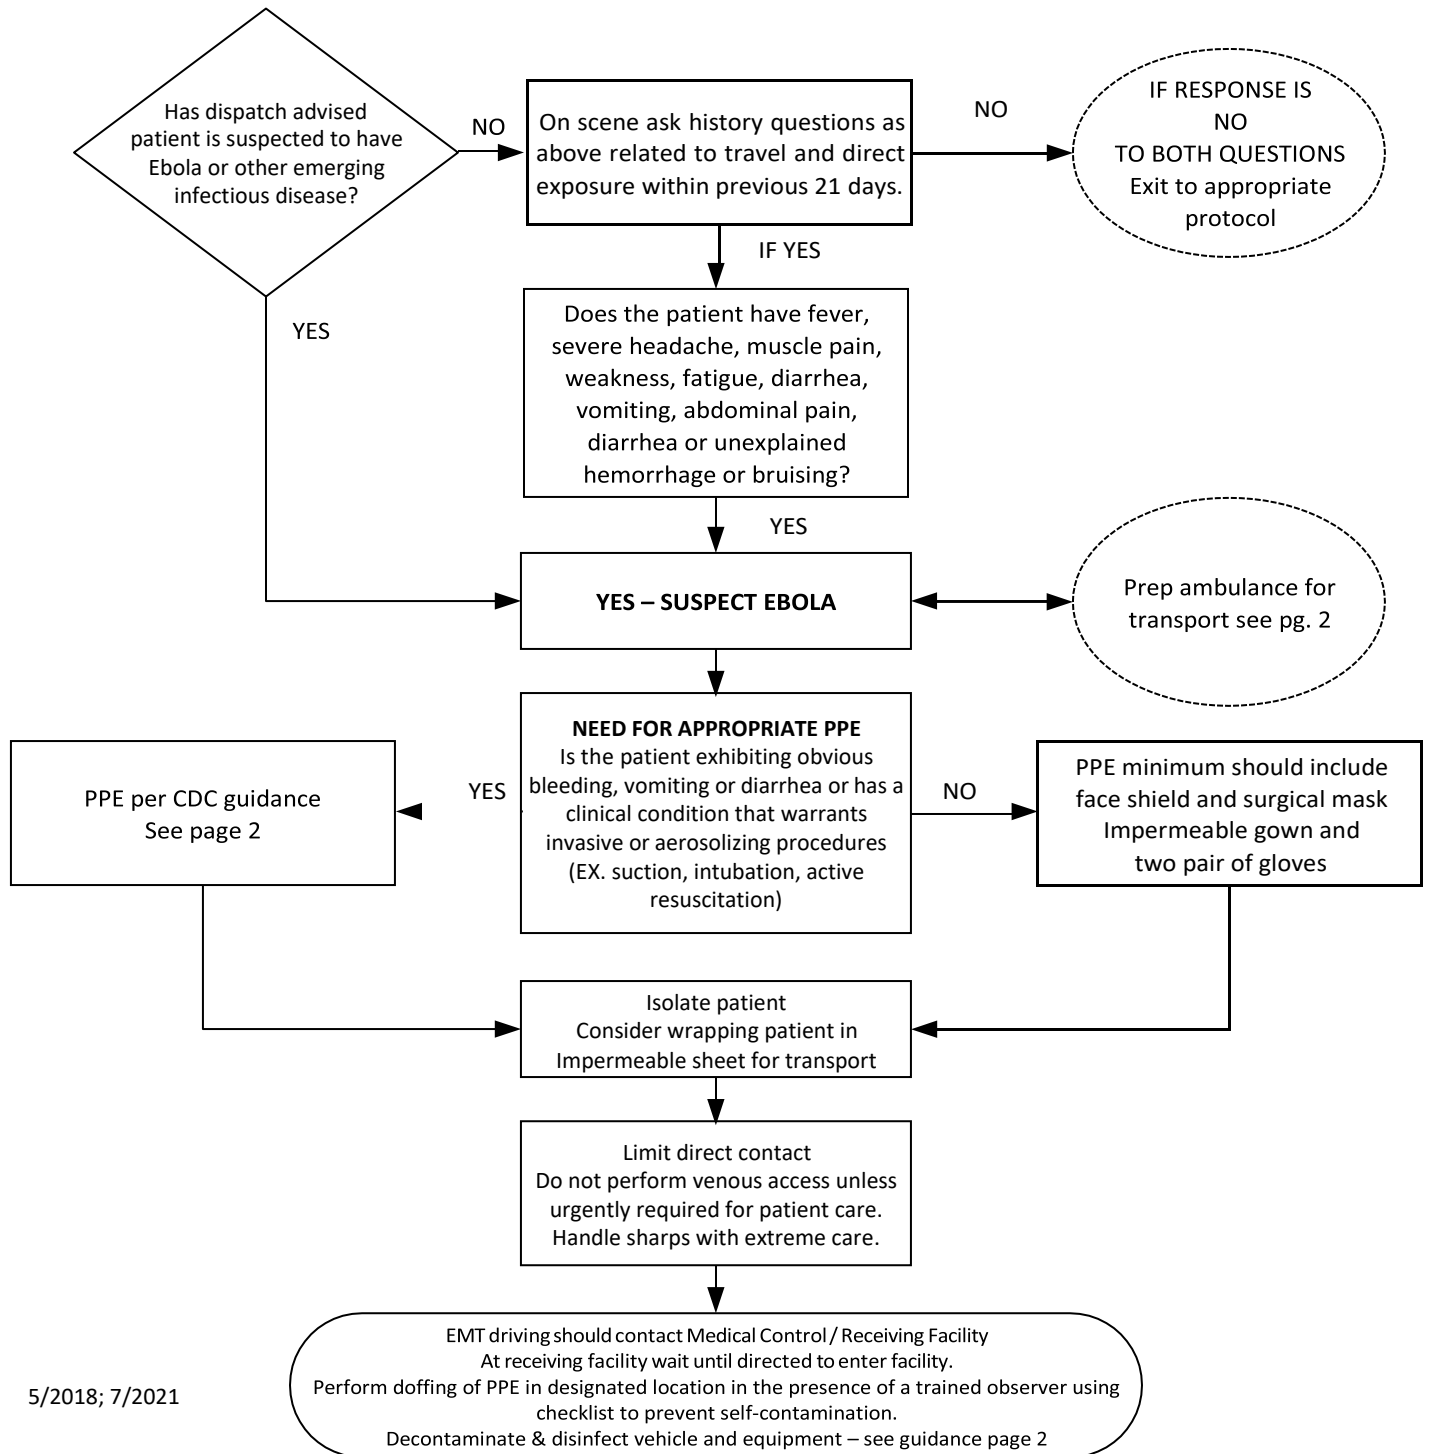 Has dispatch advised
patient is suspected to have
Ebola or other emerging
infectious disease?
NO
On scene ask history questions as
above related to travel and direct
exposure within previous 21 days.
NO
IF RESPONSE IS
NO
TO BOTH QUESTIONS
Exit to appropriate
protocol
IF YES
YES
Does the patient have fever,
severe headache, muscle pain,
weakness, fatigue, diarrhea,
vomiting, abdominal pain,
diarrhea or unexplained
hemorrhage or bruising?
YES
YES – SUSPECT EBOLA
Prep ambulance for
transport see pg. 2
NEED FOR APPROPRIATE PPE
Is the patient exhibiting obvious
bleeding, vomiting or diarrhea or has a
clinical condition that warrants
invasive or aerosolizing procedures
(EX. suction, intubation, active
resuscitation)
YES
PPE per CDC guidance
See page 2
NO
PPE minimum should include
face shield and surgical mask
Impermeable gown and
two pair of gloves
Isolate patient
Consider wrapping patient in
Impermeable sheet for transport
Limit direct contact
Do not perform venous access unless
urgently required for patient care.
Handle sharps with extreme care.
EMT driving should contact Medical Control / Receiving Facility
At receiving facility wait until directed to enter facility.
Perform doffing of PPE in designated location in the presence of a trained observer using
checklist to prevent self-contamination.
Decontaminate & disinfect vehicle and equipment – see guidance page 2
5/2018; 7/2021